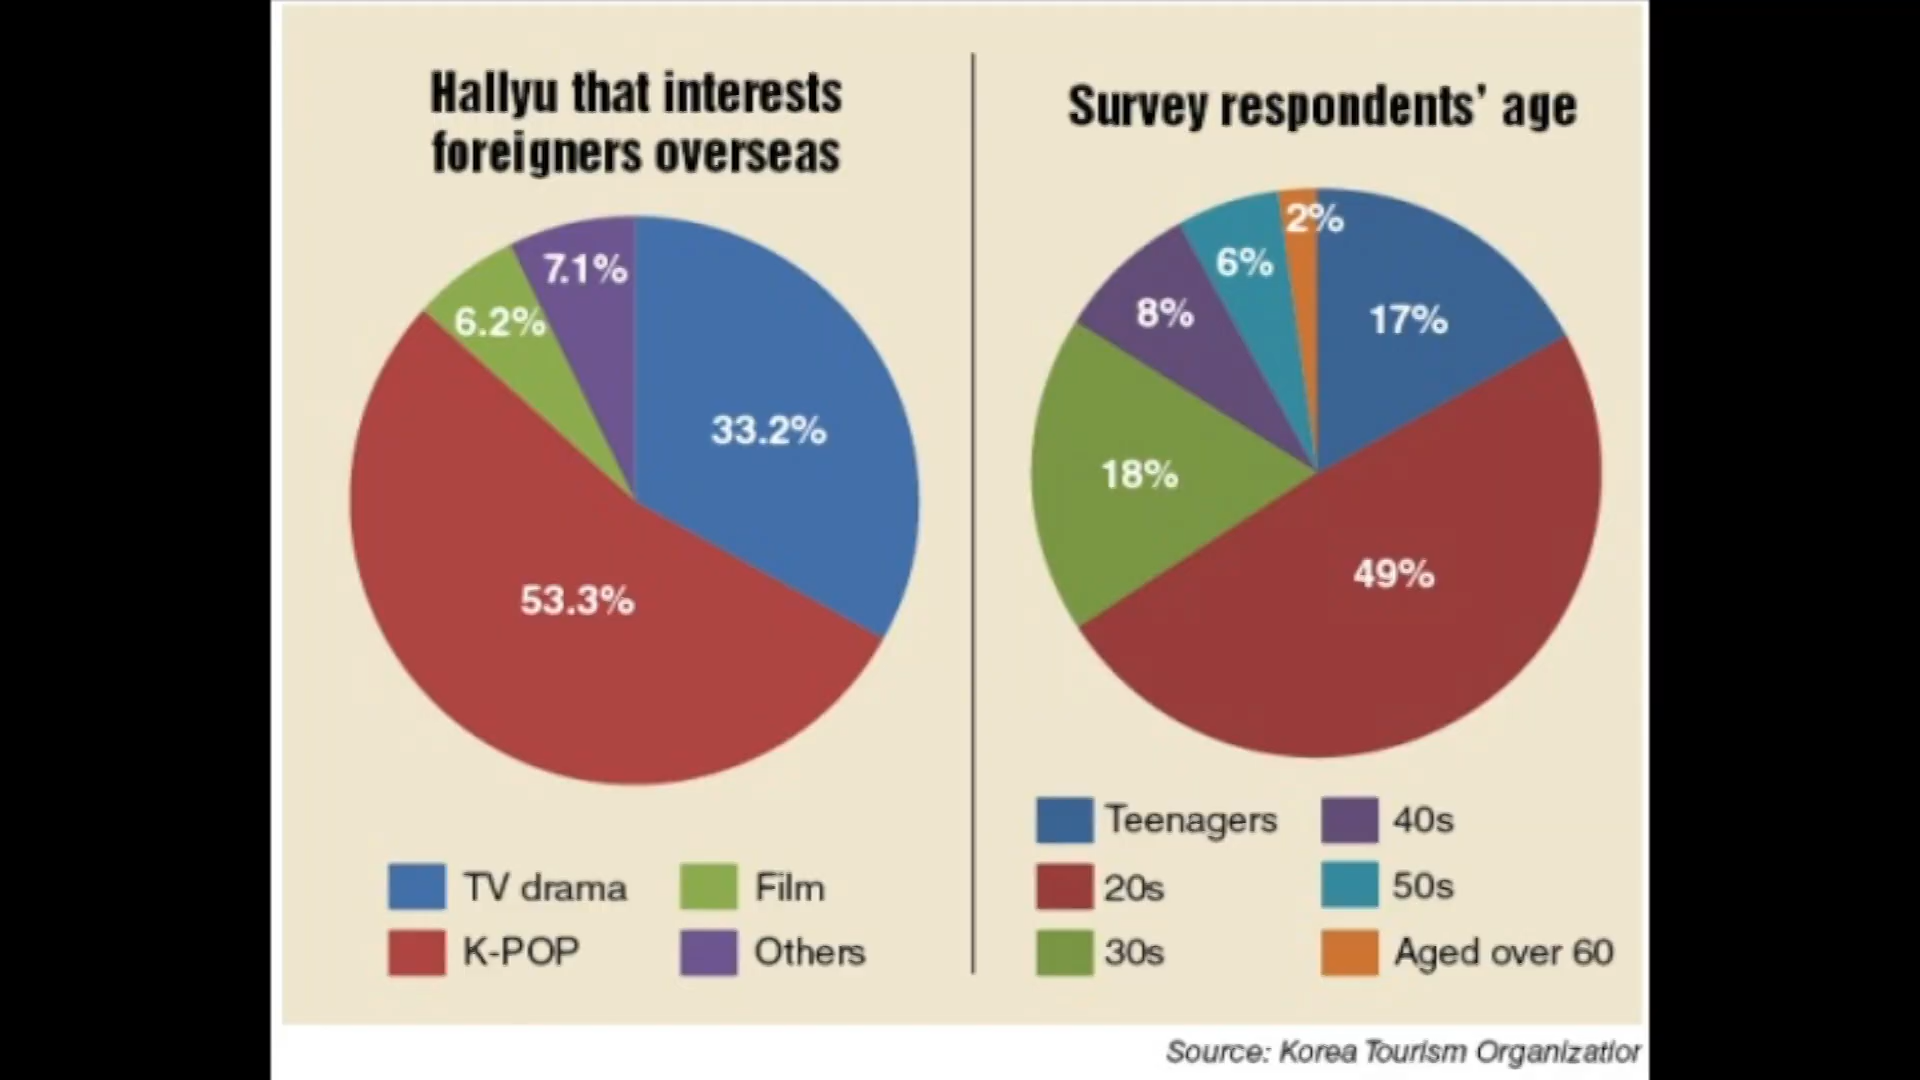 Hallyu that interests
foreigners overseas
7.1%
6.2%
33.2%
53.3%
TV drama
Film
K-POP
Others
Survey respondents' age
2%
6%
17%
8%
18%
49%
Teenagers
40s
20s
50s
30s
Aged over 60
Source: Korea Tourism Organizatior